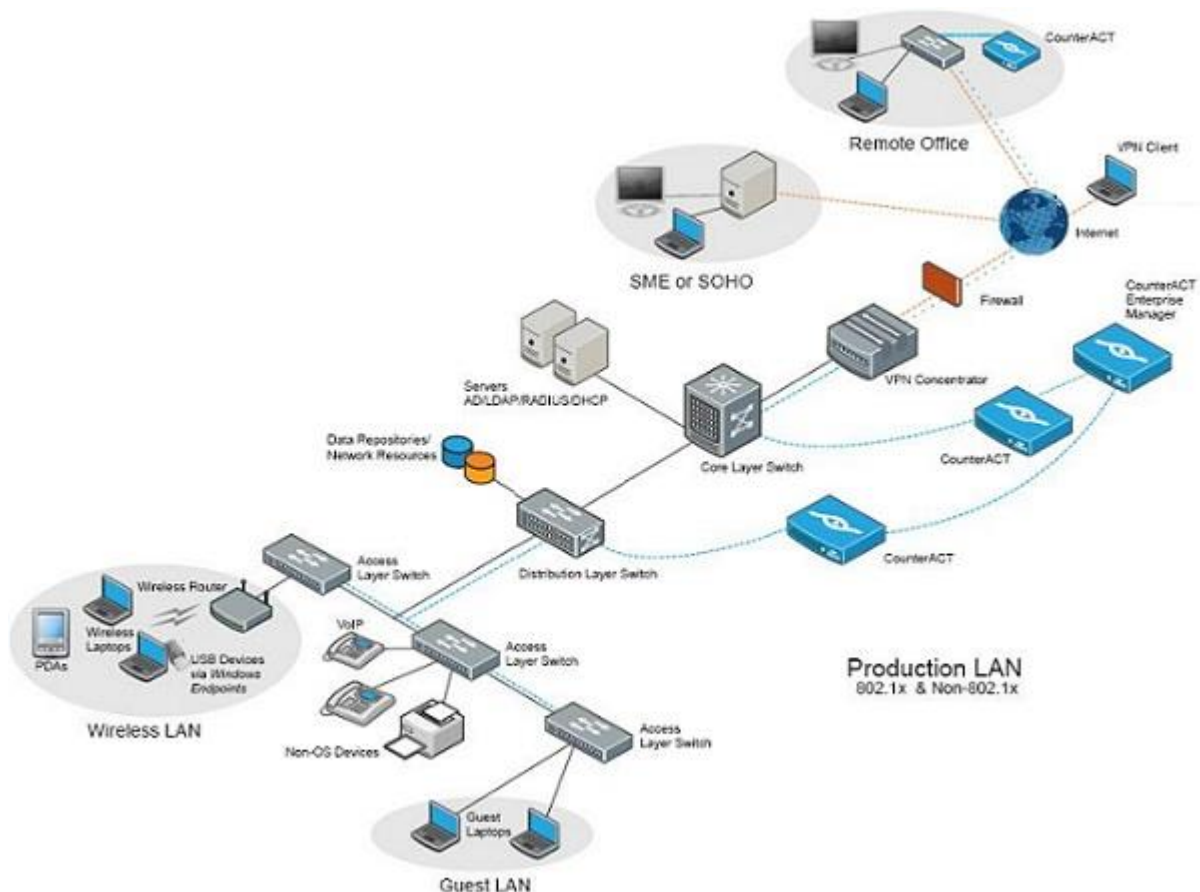 CounterACT
Remote Office
VPN Client
Internet
SME or SOHO
Firewall
CounterACT
Enterprise
Manager
Servers
AD/LDAP/RADIUS/DHCP
VPN Concentrator
Data Repositories/
Network Resources
Core Layer Switch
CounterACT
CounterACT
Access
Layer Switch
Distribution Layer Switch
Wireless Router
Wireless
Laptops
PDAs
USB Devices
via Windows
Endpoints
Wireless LAN
VoIP
Access
Layer Switch
Non-OS Devices
Production LAN
802.1x & Non-802.1x
Access
Layer Switch
Guest
Laptops
Guest LAN